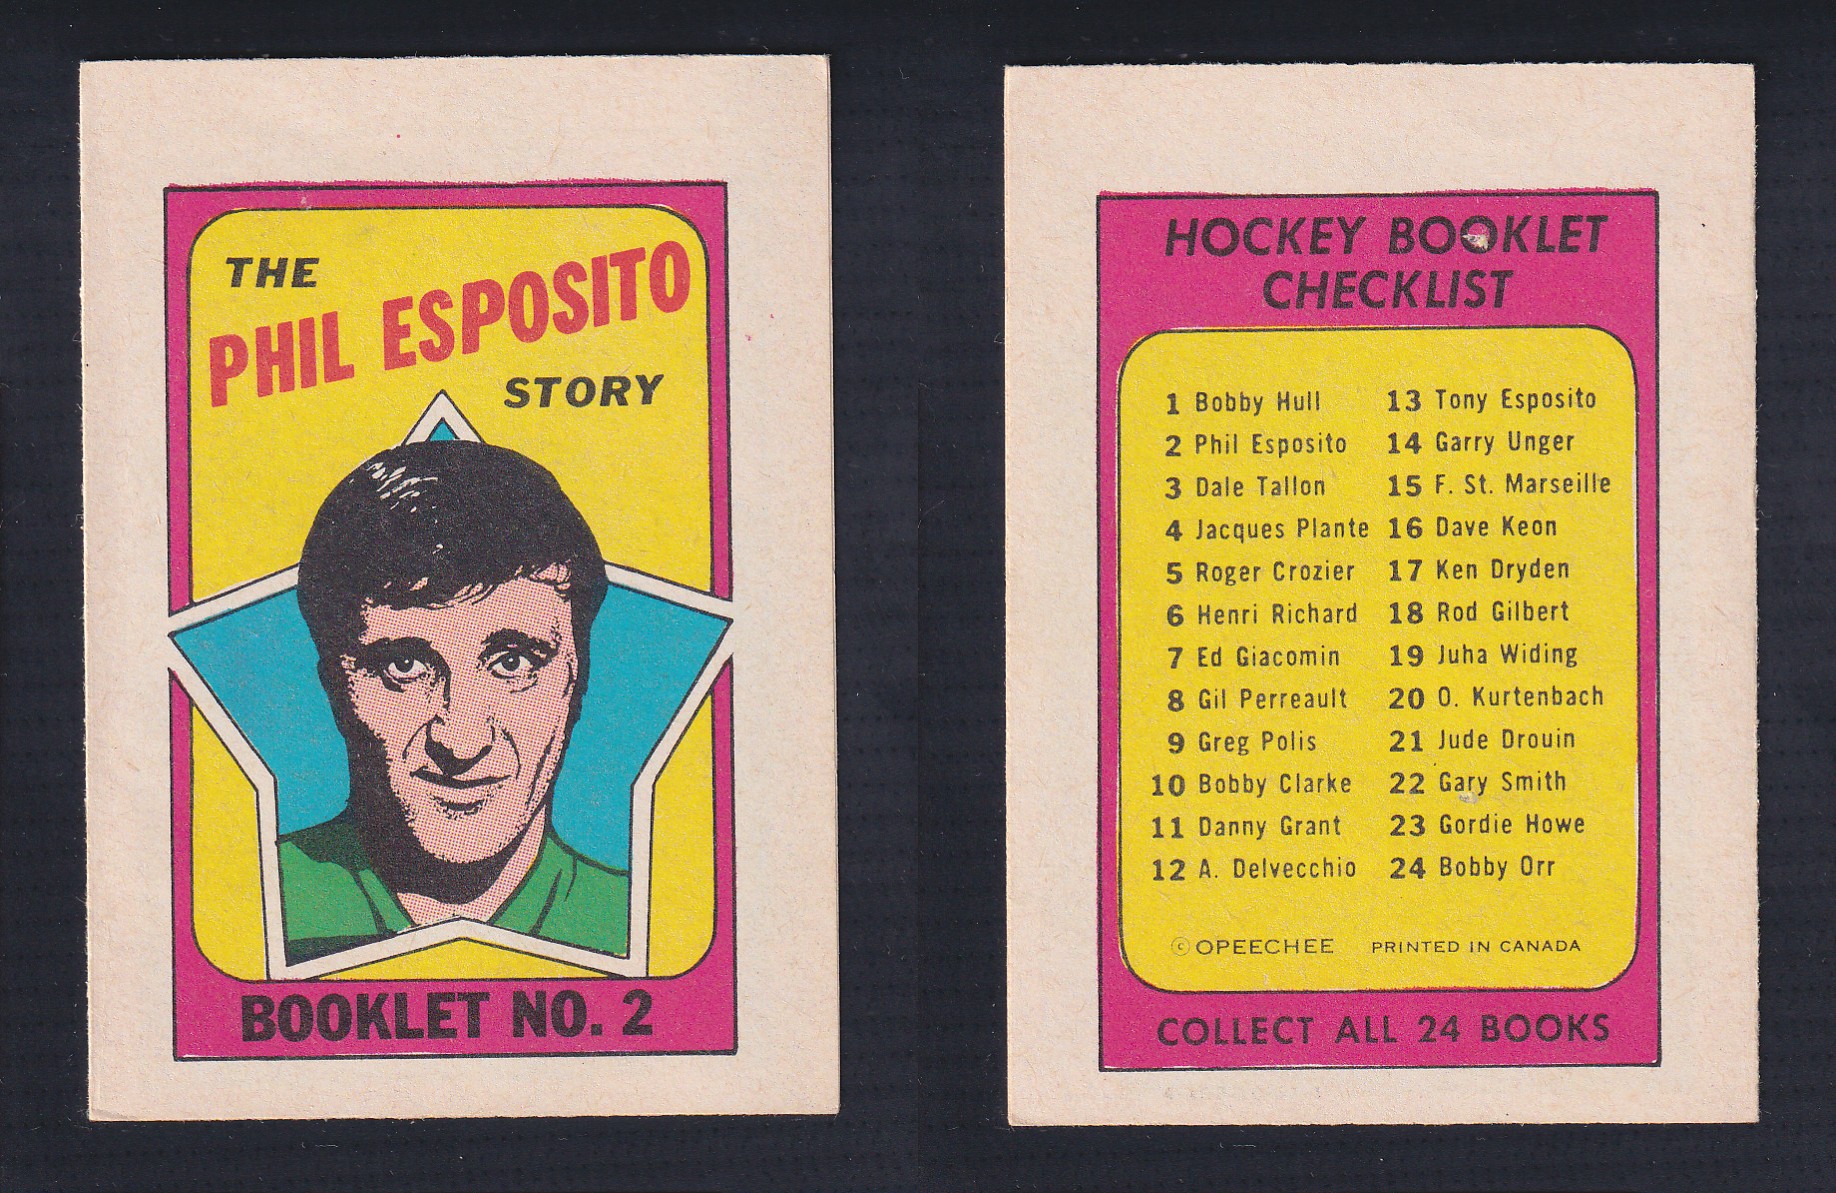 THE
PHIL ESPOSITO
STORY
BOOKLET NO. 2
HOCKEY BOOKLET
CHECKLIST
1 Bobby Hull
2 Phil Esposito
3 Dale Tallon
4 Jacques Plante
5 Roger Crozier
6 Henri Richard
7 Ed Giacomin
8 Gil Perreault
9 Greg Polis
10 Bobby Clarke
11 Danny Grant
12 A. Delvecchio
13 Tony Esposito
14 Garry Unger
15 F. St. Marseille
16 Dave Keon
17 Ken Dryden
18 Rod Gilbert
19 Juha Widing
20 O. Kurtenbach
21 Jude Drouin
22 Gary Smith
23 Gordie Howe
24 Bobby Orr
© OPEECHEE PRINTED IN CANADA
COLLECT ALL 24 BOOKS